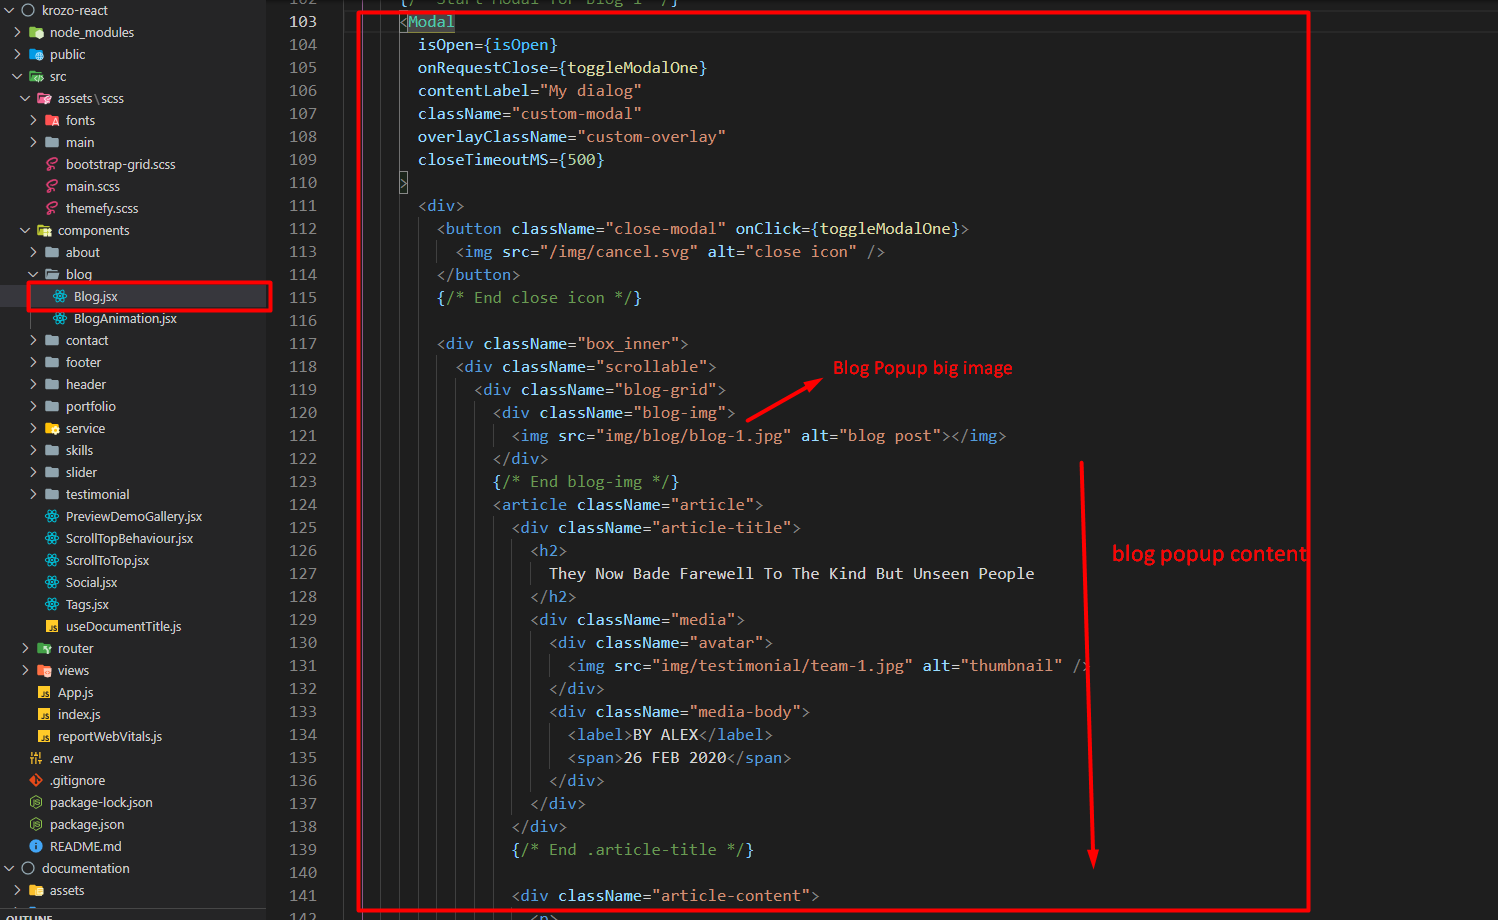 krozo-react
node_modules
public
src
assets\scss
fonts
main
bootstrap-grid.scss
main.scss
themefy.scss
components
about
blog
Blog.jsx
BlogAnimation.jsx
contact
footer
header
portfolio
service
skills
slider
testimonial
PreviewDemoGallery.jsx
ScrollTopBehaviour.jsx
ScrollToTop.jsx
Social.jsx
Tags.jsx
useDocumentTitle.js
router
views
App.js
index.js
reportWebVitals.js
.env
.gitignore
package-lock.json
package.json
README.md
documentation
assets
OUTLINE
102 {/* Start Modal for blog-1 */}
103 <Modal
104 isOpen={isOpen}
105 onRequestClose={toggleModalOne}
106 contentLabel="My dialog"
107 className="custom-modal"
108 overlayClassName="custom-overlay"
109 closeTimeoutMS={500}
110 >
111 <div>
112 <button className="close-modal" onClick={toggleModalOne}>
113 <img src="/img/cancel.svg" alt="close icon" />
114 </button>
115 {/* End close icon */}
116
117 <div className="box_inner">
118 <div className="scrollable">
Blog Popup big image
119 <div className="blog-grid">
120 <div className="blog-img">
121 <img src="img/blog/blog-1.jpg" alt="blog post"></img>
122 </div>
123 {/* End blog-img */}
124 <article className="article">
125 <div className="article-title">
126 <h2>
blog popup content
127 They Now Bade Farewell To The Kind But Unseen People
128 </h2>
129 <div className="media">
130 <div className="avatar">
131 <img src="img/testimonial/team-1.jpg" alt="thumbnail" />
132 </div>
133 <div className="media-body">
134 <label>BY ALEX</label>
135 <span>26 FEB 2020</span>
136 </div>
137 </div>
138 </div>
139 {/* End .article-title */}
140
141 <div className="article-content">
142 <p>